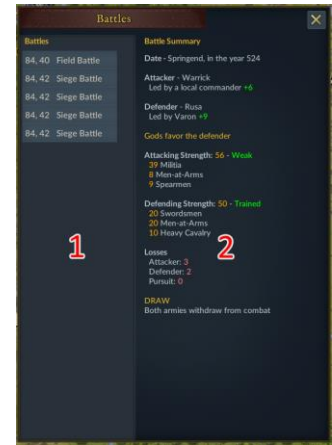 Battles
Battles
84, 40 Field Battle
84, 42 Siege Battle
84, 42 Siege Battle
84, 42 Siege Battle
84, 42 Siege Battle
1
Battle Summary
Date - Springend, in the year 524
Attacker - Warrick
Led by a local commander +6
Defender - Rusa
Led by Varon +9
Gods favor the defender
Attacking Strength: 56 - Weak
39 Militia
8 Men-at-Arms
9 Spearmen
Defending Strength: 50 - Trained
20 Swordsmen
20 Men-at-Arms
10 Heavy Cavalry
2
Losses
Attacker: 3
Defender: 2
Pursuit: 0
DRAW
Both armies withdraw from combat